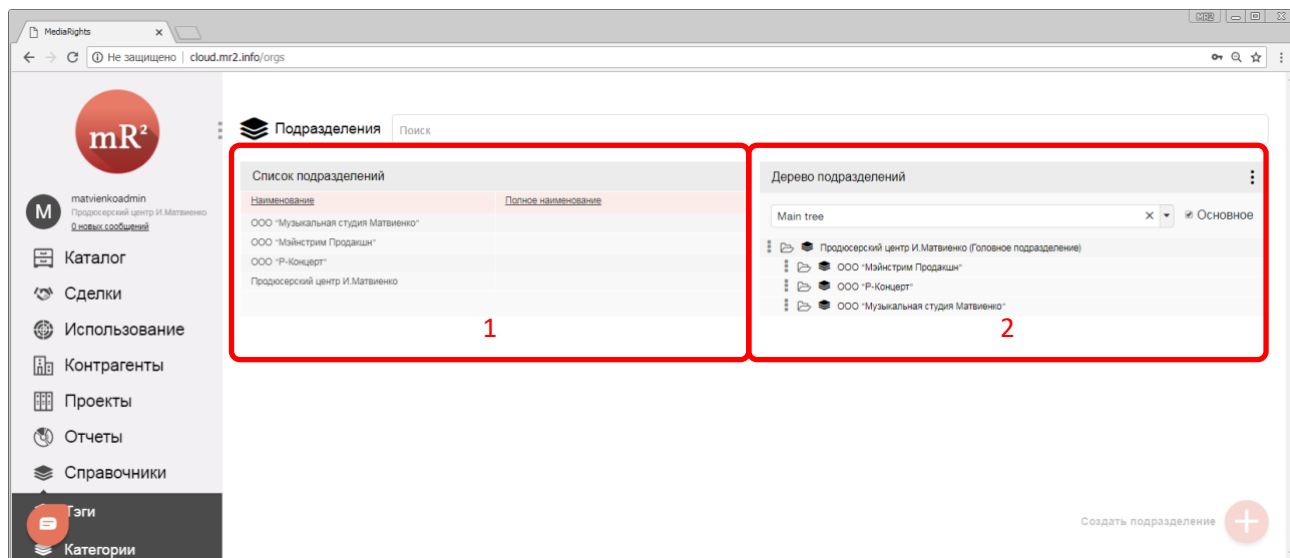 MR2
MediaRights
Не защищено | cloud.mr2.info/orgs
mR²
Подразделения
Поиск
Список подразделений
Дерево подразделений
Наименование
Полное наименование
matvienkoadmin
M
Продюсерский центр И.Матвиенко
0 новых сообщений
ООО "Музыкальная студия Матвиенко"
ООО "Мэйнстрим Продакшн"
ООО "Р-Концерт"
Продюсерский центр И.Матвиенко
Main tree
Основное
Продюсерский центр И.Матвиенко (Головное подразделение)
ООО "Мэйнстрим Продакшн"
ООО "Р-Концерт"
ООО "Музыкальная студия Матвиенко"
1
2
Каталог
Сделки
Использование
Контрагенты
Проекты
Отчеты
Справочники
Тэги
Категории
Создать подразделение